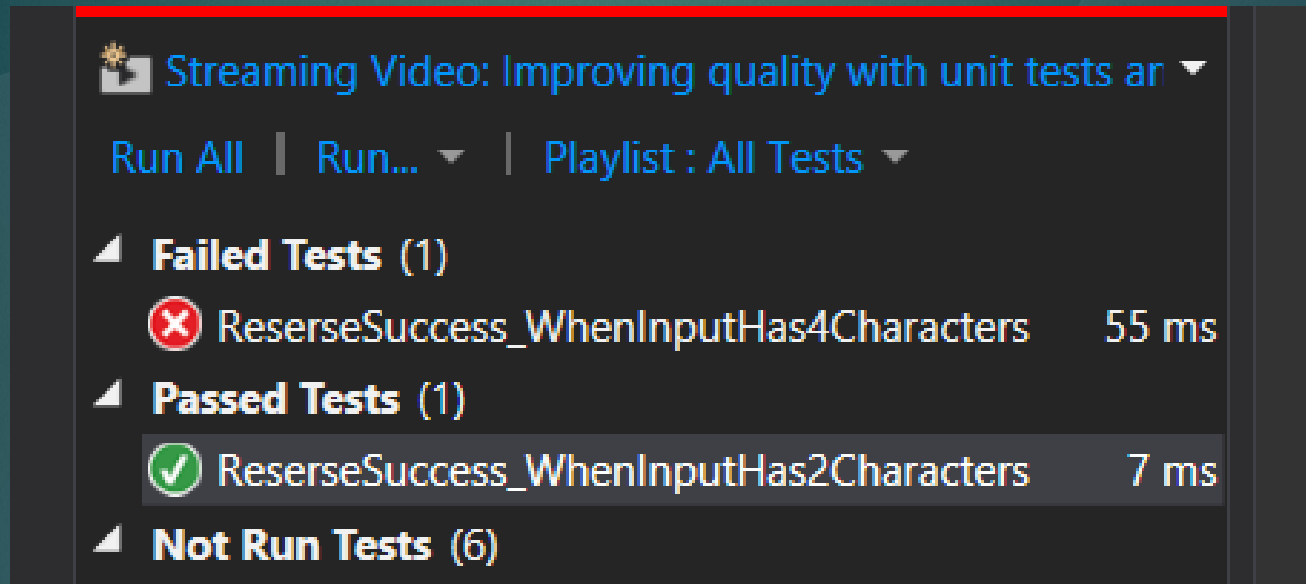 Streaming Video: Improving quality with unit tests an
Run All | Run... | Playlist : All Tests
Failed Tests (1)
ReserseSuccess_WhenInputHas4Characters 55 ms
Passed Tests (1)
ReserseSuccess_WhenInputHas2Characters 7 ms
Not Run Tests (6)